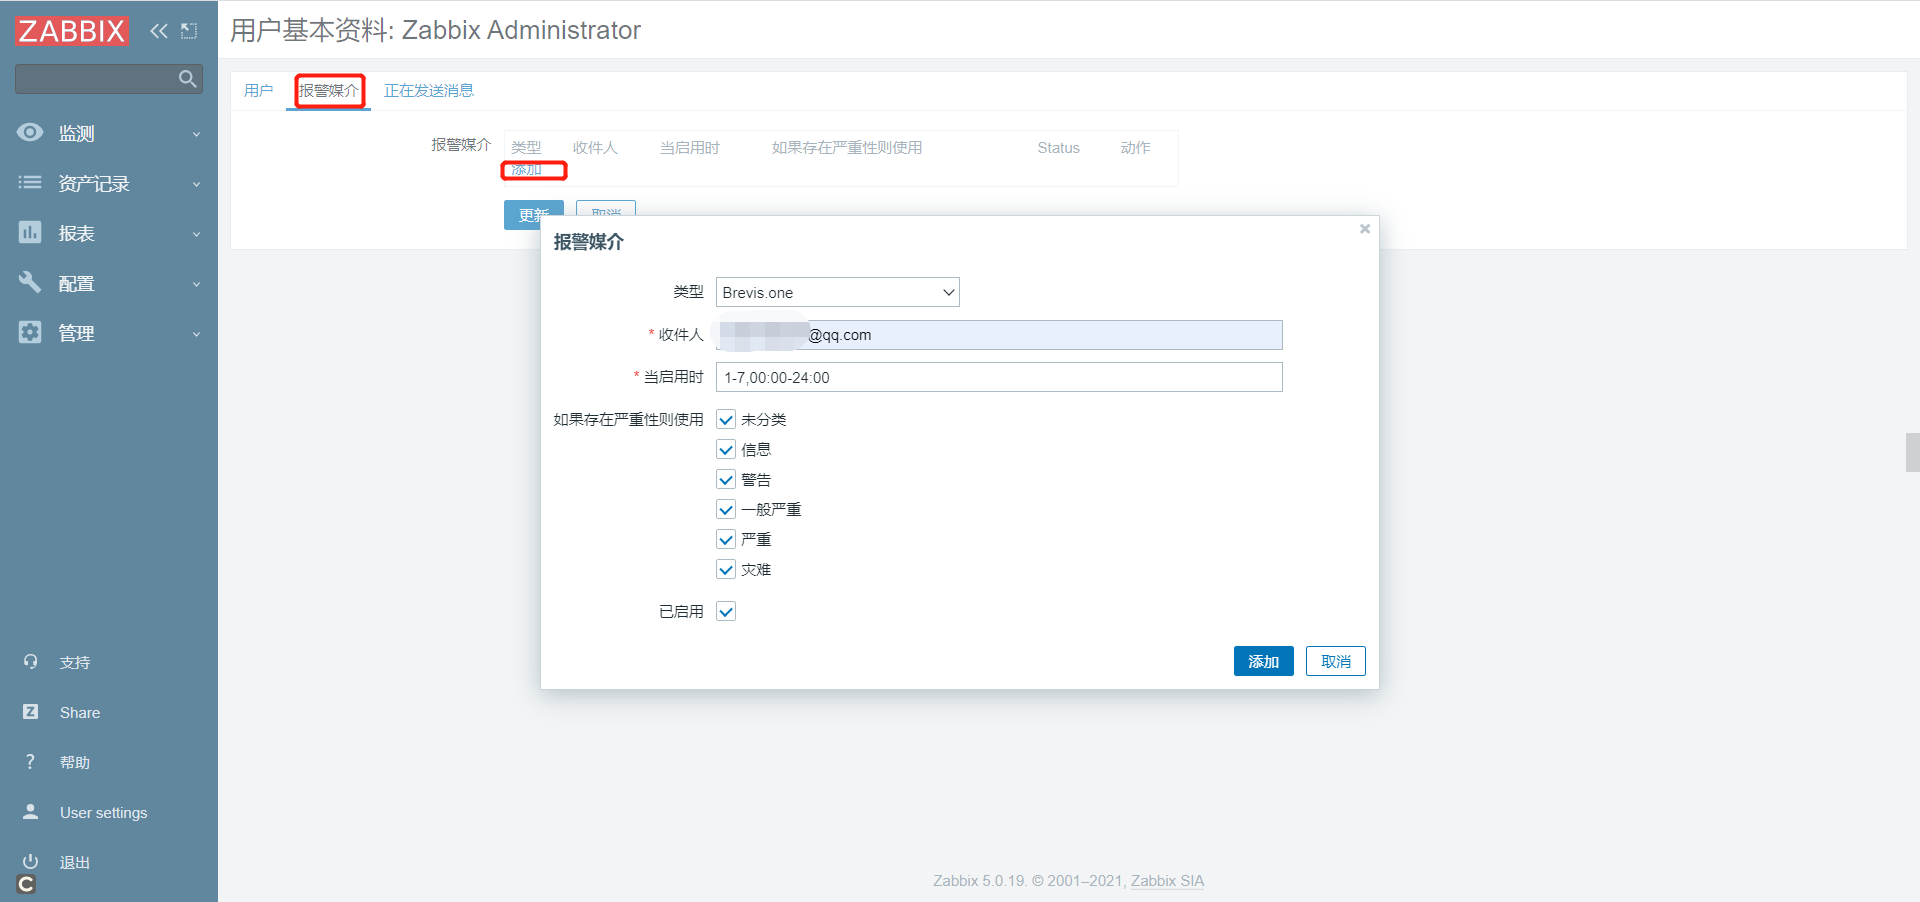 ZABBIX
用户基本资料: Zabbix Administrator
用户 报警媒介 正在发送消息
监测
资产记录
报表
配置
管理
报警媒介 类型 收件人 当启用时 如果存在严重性则使用 Status 动作
添加
更新 取消
报警媒介
类型 Brevis.one
* 收件人 @qq.com
* 当启用时 1-7,00:00-24:00
如果存在严重性则使用 未分类
信息
警告
一般严重
严重
灾难
已启用
添加 取消
支持
Z Share
? 帮助
User settings
退出
C
Zabbix 5.0.19. © 2001–2021, Zabbix SIA